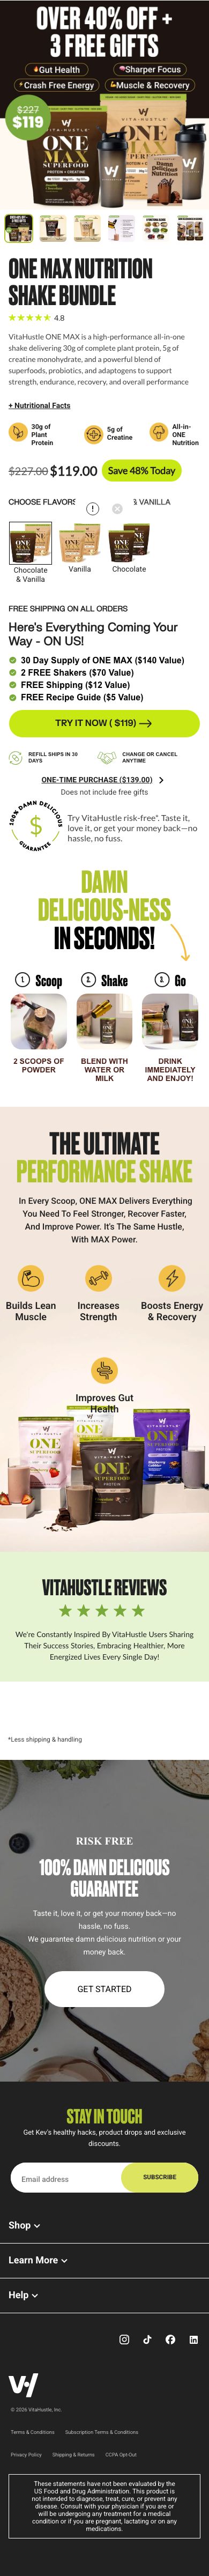 OVER 40% OFF +
3 FREE GIFTS
Gut Health
Sharper Focus
Crash Free Energy
Muscle & Recovery
$227
$119
ONE MAX NUTRITION
SHAKE BUNDLE
4.8
VitaHustle ONE MAX is a high-performance all-in-one
shake delivering 30g of complete plant protein, 5g of
creatine monohydrate, and a powerful blend of
superfoods, probiotics, and adaptogens to support
strength, endurance, recovery, and overall performance
+ Nutritional Facts
30g of
Plant
Protein
5g of
Creatine
All-in-
ONE
Nutrition
$227.00 $119.00 Save 48% Today
CHOOSE FLAVORS
& VANILLA
Chocolate
& Vanilla
Vanilla
Chocolate
FREE SHIPPING ON ALL ORDERS
Here's Everything Coming Your
Way - ON US!
30 Day Supply of ONE MAX ($140 Value)
2 FREE Shakers ($70 Value)
FREE Shipping ($12 Value)
FREE Recipe Guide ($5 Value)
TRY IT NOW ( $119)
REFILL SHIPS IN 30
DAYS
CHANGE OR CANCEL
ANYTIME
ONE-TIME PURCHASE ($139.00)
Does not include free gifts
100% DAMN DELICIOUS
GUARANTEE
Try VitaHustle risk-free*. Taste it,
love it, or get your money back—no
hassle, no fuss.
DAMN
DELICIOUS-NESS
IN SECONDS!
1. Scoop
2. Shake
3. Go
2 SCOOPS OF
POWDER
BLEND WITH
WATER OR
MILK
DRINK
IMMEDIATELY
AND ENJOY!
THE ULTIMATE
PERFORMANCE SHAKE
In Every Scoop, ONE MAX Delivers Everything
You Need To Feel Stronger, Recover Faster,
And Improve Power. It's The Same Hustle,
With MAX Power.
Builds Lean
Muscle
Increases
Strength
Boosts Energy
& Recovery
Improves Gut
Health
VITA•HUSTLE
ONE
SUPERFOOD
PROTEIN
VITAHUSTLE REVIEWS
We're Constantly Inspired By VitaHustle Users Sharing
Their Success Stories, Embracing Healthier, More
Energized Lives Every Single Day!
*Less shipping & handling
RISK FREE
100% DAMN DELICIOUS
GUARANTEE
Taste it, love it, or get your money back—no
hassle, no fuss.
We guarantee damn delicious nutrition or your
money back.
GET STARTED
STAY IN TOUCH
Get Kev's healthy hacks, product drops and exclusive
discounts.
Email address
SUBSCRIBE
Shop
Learn More
Help
© 2026 VitaHustle, Inc.
Terms & Conditions
Subscription Terms & Conditions
Privacy Policy
Shipping & Returns
CCPA Opt-Out
These statements have not been evaluated by the
US Food and Drug Administration. This product is
not intended to diagnose, treat, cure, or prevent any
disease. Consult with your physician if you are or
will be undergoing any treatment for a medical
condition or if you are pregnant, lactating or on any
medications.